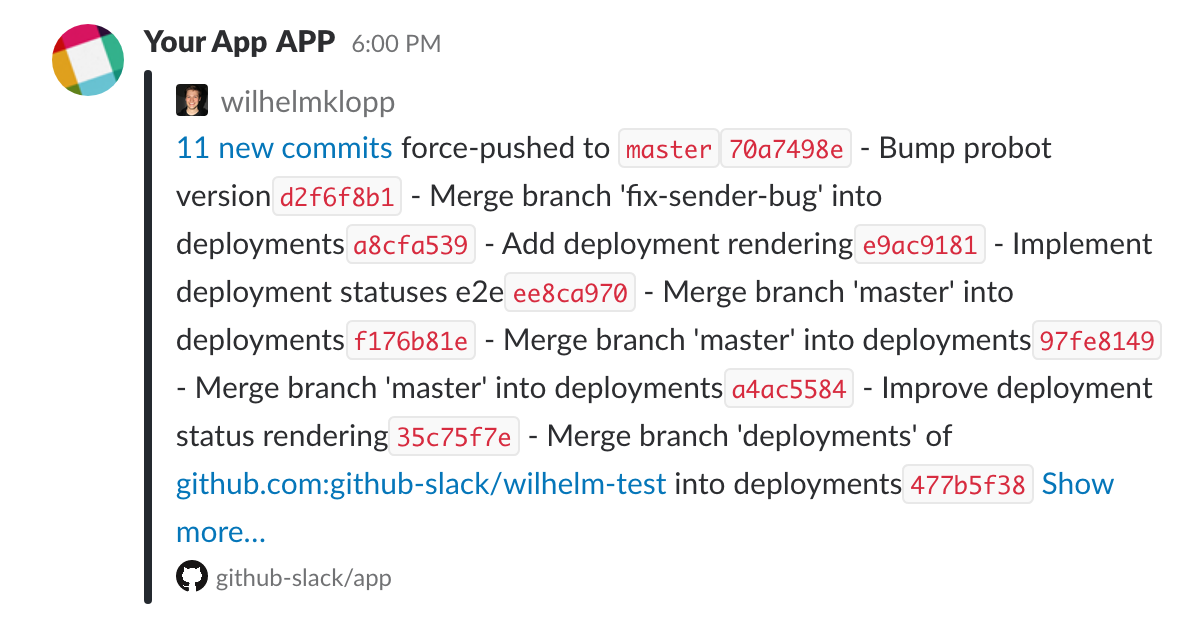 Your App APP 6:00 PM
wilhelmklopp
11 new commits force-pushed to master 70a7498e - Bump probot
version d2f6f8b1 - Merge branch 'fix-sender-bug' into
deployments a8cfa539 - Add deployment rendering e9ac9181 - Implement
deployment statuses e2e ee8ca970 - Merge branch 'master' into
deployments f176b81e - Merge branch 'master' into deployments 97fe8149
- Merge branch 'master' into deployments a4ac5584 - Improve deployment
status rendering 35c75f7e - Merge branch 'deployments' of
github.com:github-slack/wilhelm-test into deployments 477b5f38 Show
more...
github-slack/app